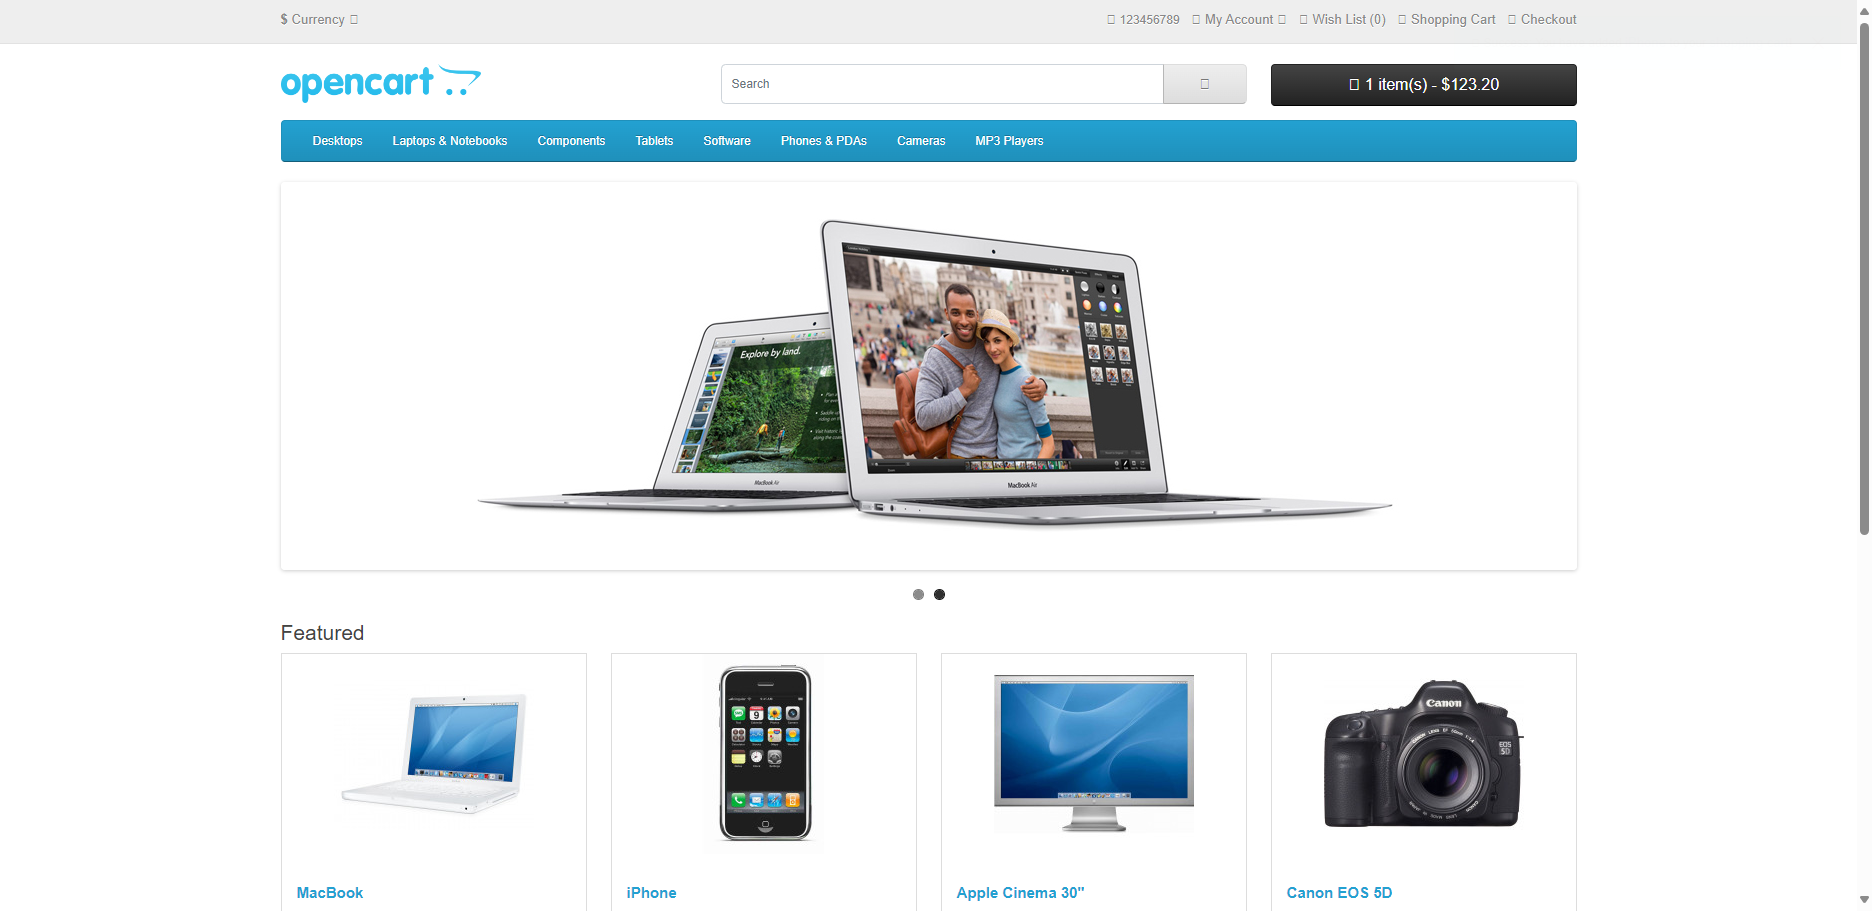 $ Currency
123456789 My Account Wish List (0) Shopping Cart Checkout
opencart
Search
1 item(s) - $123.20
Desktops Laptops & Notebooks Components Tablets Software Phones & PDAs Cameras MP3 Players
Explore by land.
MacBook Air
MacBook Air
Featured
Canon
EOS
5D
MacBook
iPhone
Apple Cinema 30"
Canon EOS 5D